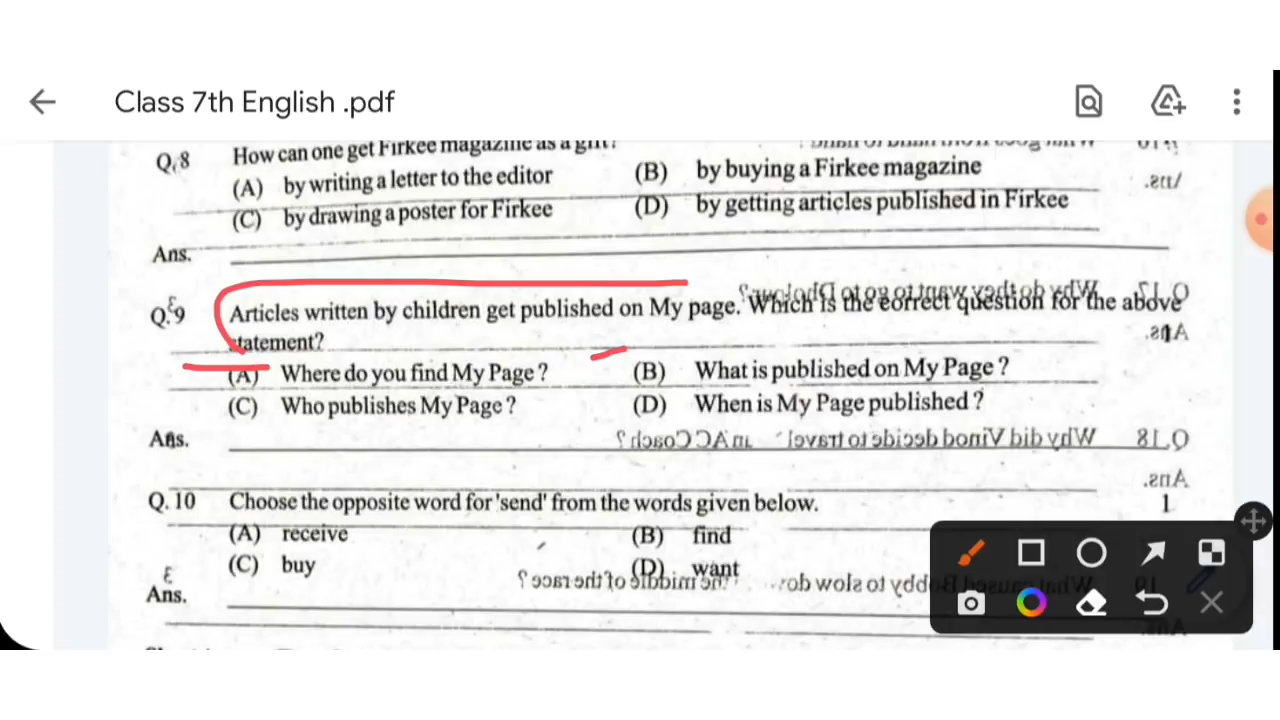 Class 7th English .pdf
Q.8 How can one get Firkee magazine as a gift?
(A) by writing a letter to the editor (B) by buying a Firkee magazine
(C) by drawing a poster for Firkee (D) by getting articles published in Firkee
Ans.
Q.9 Articles written by children get published on My page. Which is the correct question for the above
statement?
(A) Where do you find My Page ? (B) What is published on My Page ?
(C) Who publishes My Page ? (D) When is My Page published ?
Ans.
Q. 10 Choose the opposite word for 'send' from the words given below. 1
(A) receive (B) find
(C) buy (D) want
Ans.